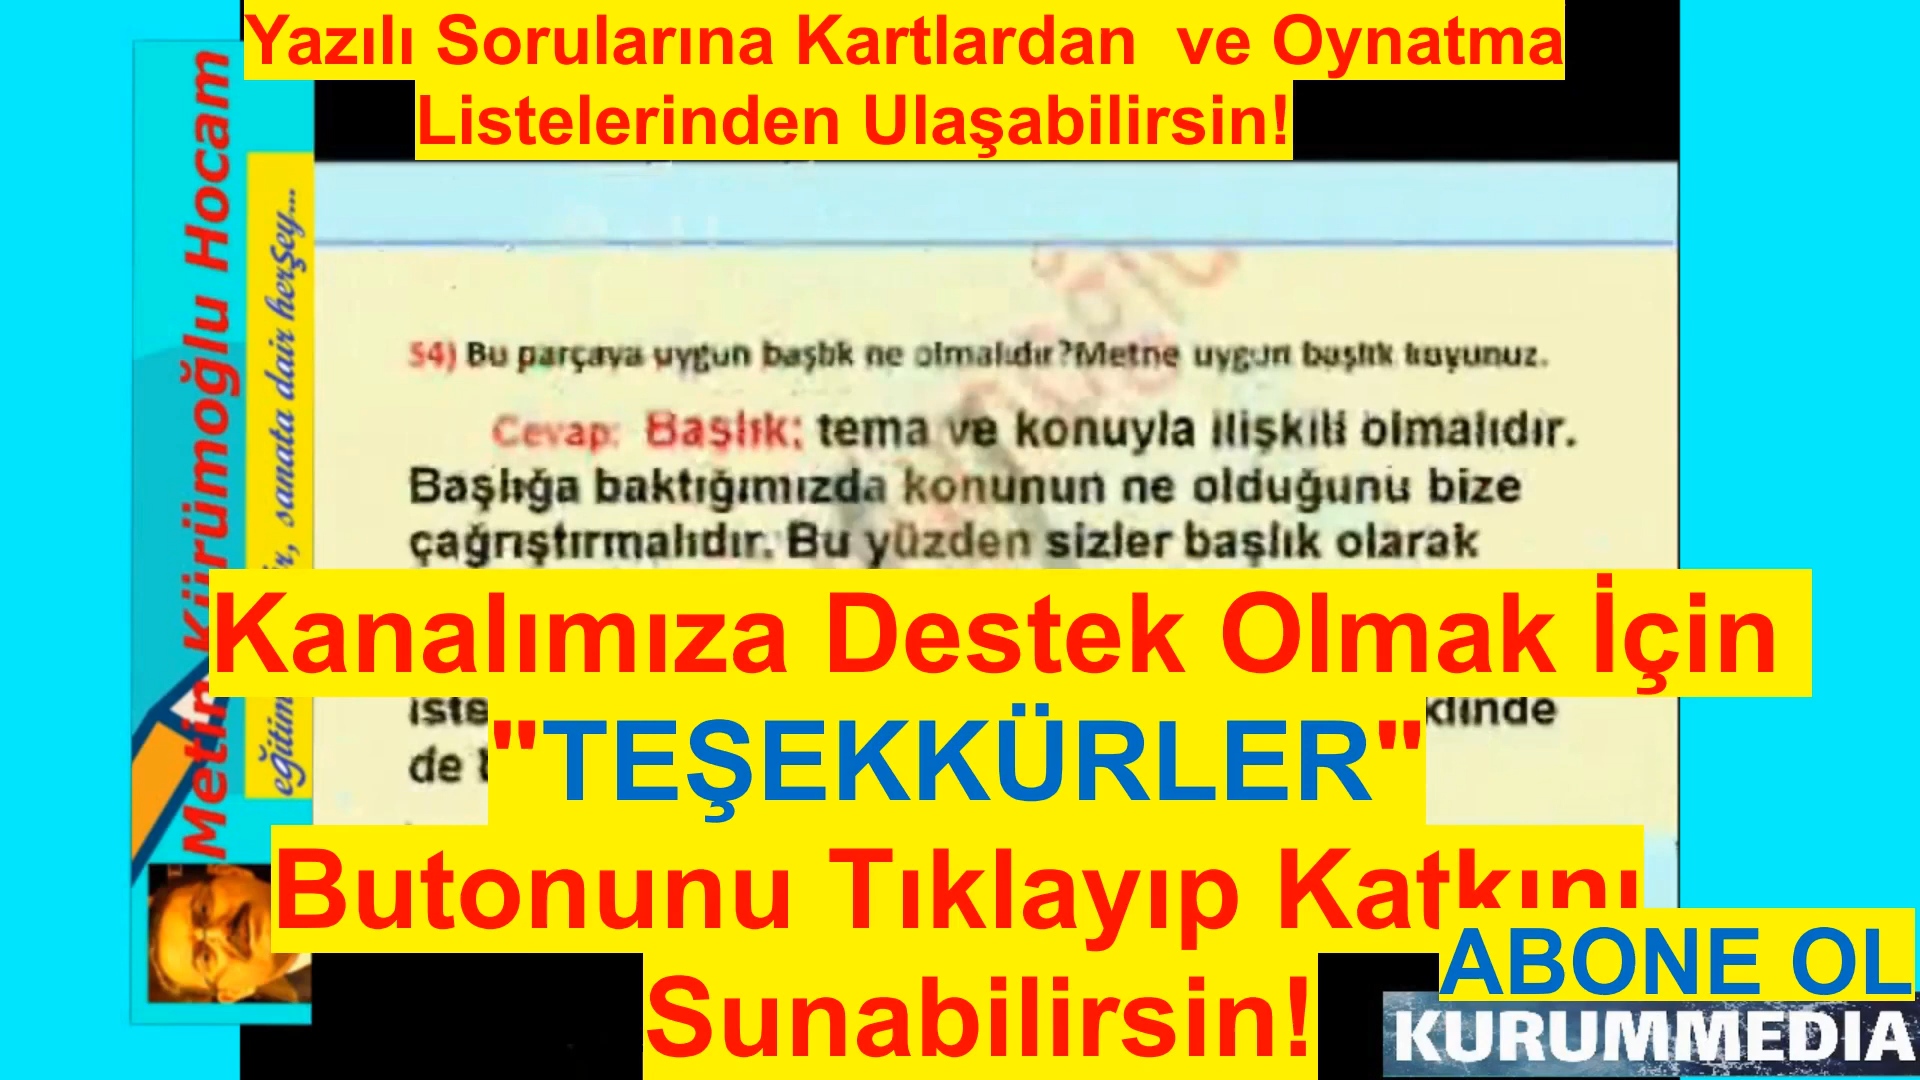 Yazılı Sorularına Kartlardan ve Oynatma
Listelerinden Ulaşabilirsin!
Metin Kürümoğlu Hocam
eğitim
sanata dair herşey...
54) Bu parçaya uygun başlık ne olmalıdır?Metne uygun başlık koyunuz.
Cevap: Başlık; tema ve konuyla ilişkili olmalıdır.
Başlığa baktığımızda konunun ne olduğunu bize
çağrıştırmalıdır. Bu yüzden sizler başlık olarak
Kanalımıza Destek Olmak İçin
"TEŞEKKÜRLER"
de
Butonunu Tıklayıp Katkını
Sunabilirsin!
ABONE OL
KURUMMEDIA